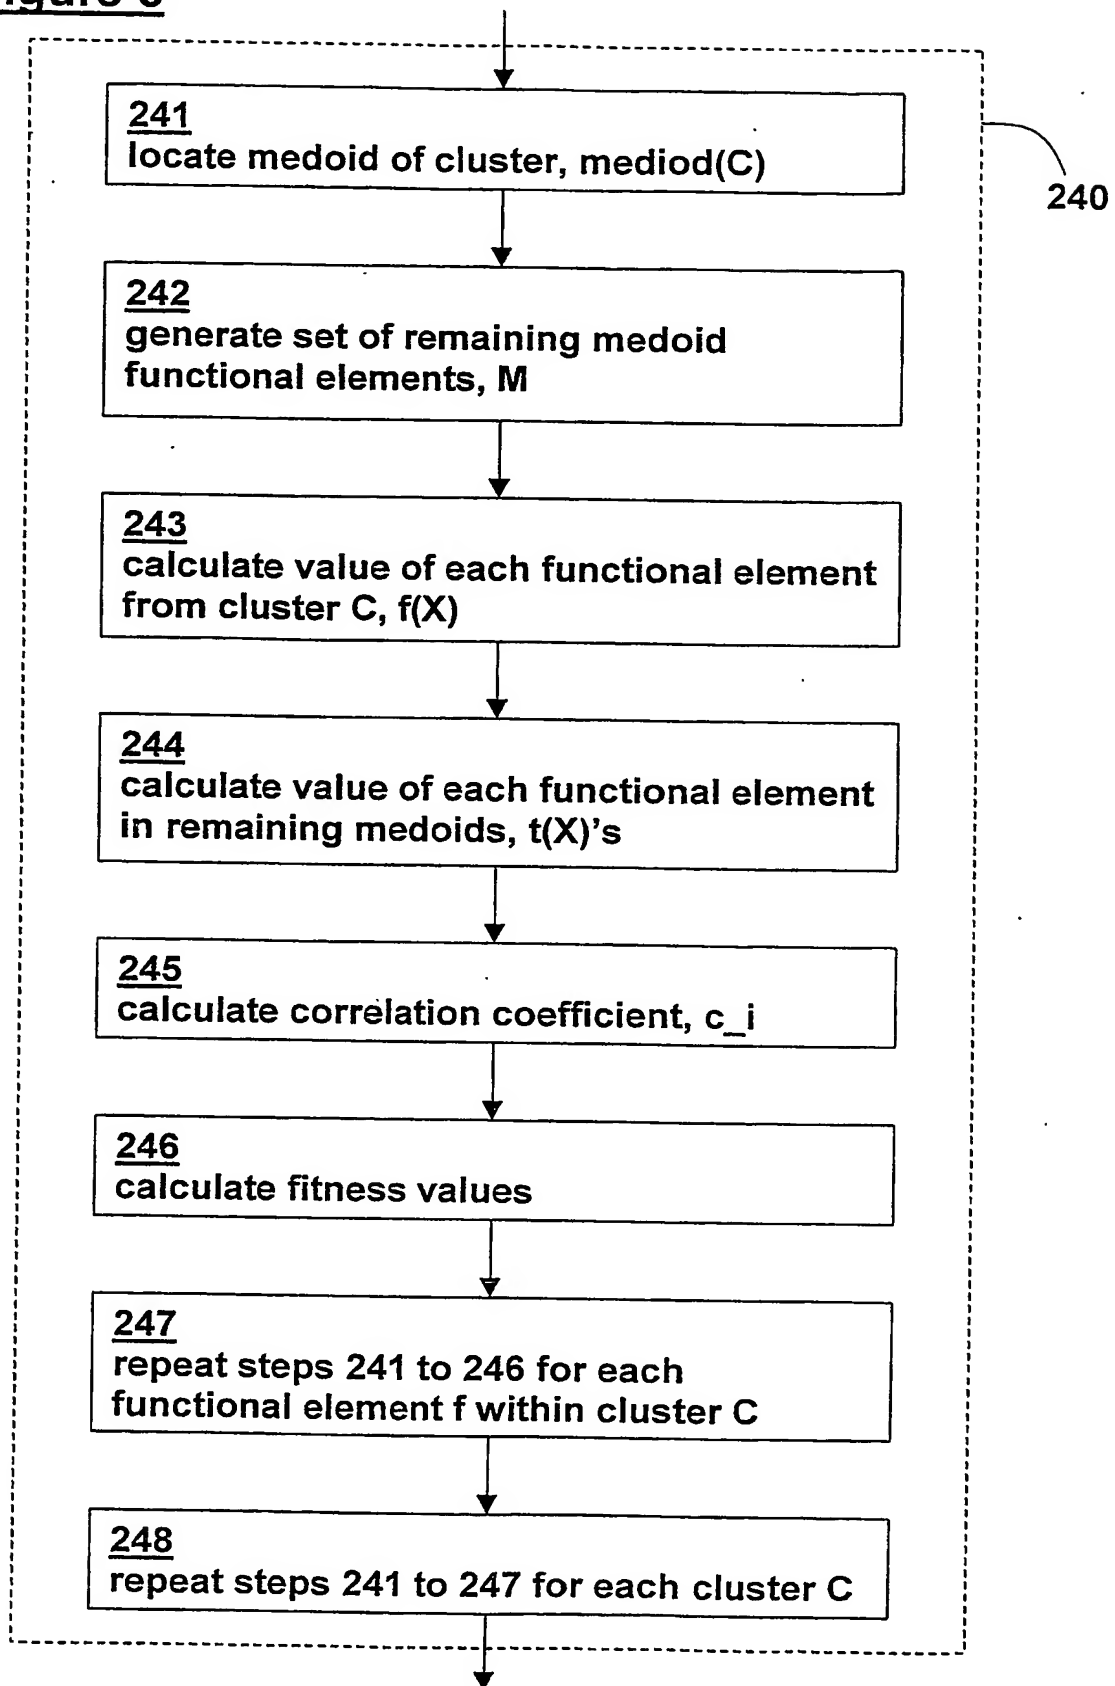 241
locate medoid of cluster, mediod(C)
240
242
generate set of remaining medoid
functional elements, M
243
calculate value of each functional element
from cluster C, f(X)
244
calculate value of each functional element
in remaining medoids, t(X)'s
245
calculate correlation coefficient, c_i
246
calculate fitness values
247
repeat steps 241 to 246 for each
functional element f within cluster C
248
repeat steps 241 to 247 for each cluster C